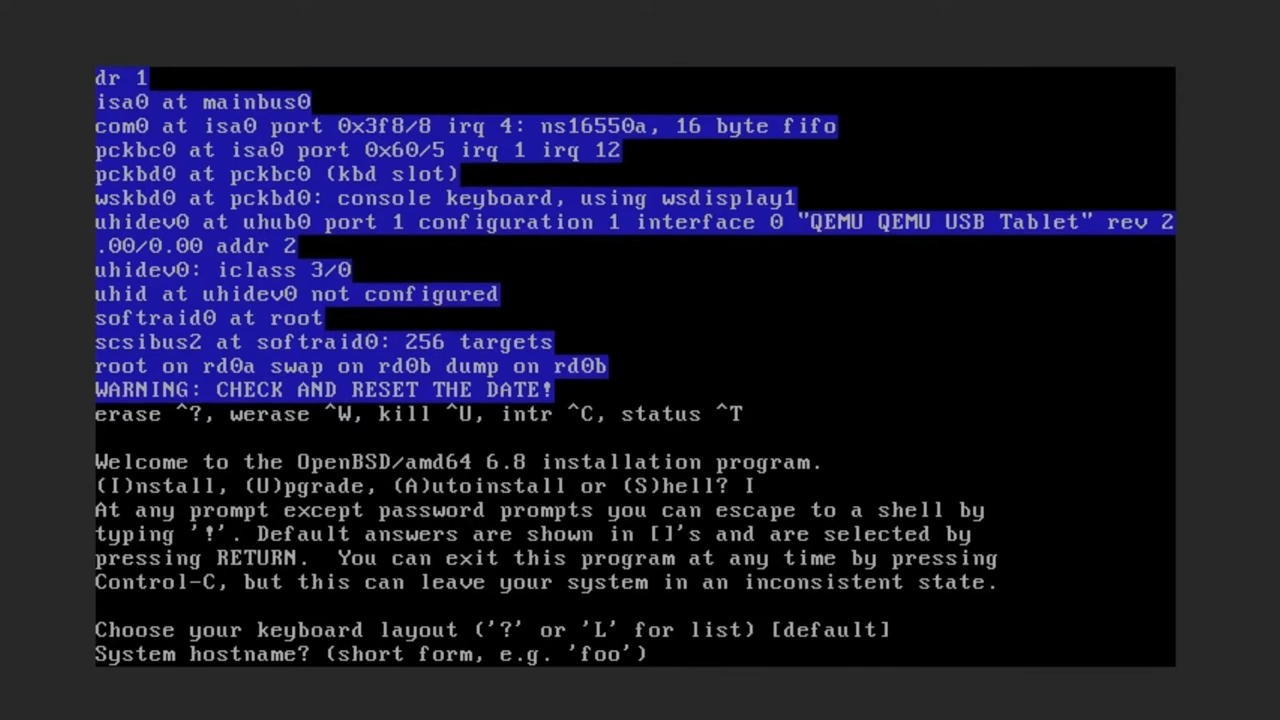 dr 1
isa0 at mainbus0
com0 at isa0 port 0x3f8/8 irq 4: ns16550a, 16 byte fifo
pckbc0 at isa0 port 0x60/5 irq 1 irq 12
pckbd0 at pckbc0 (kbd slot)
wskbd0 at pckbd0: console keyboard, using wsdisplay1
uhidev0 at uhub0 port 1 configuration 1 interface 0 "QEMU QEMU USB Tablet" rev 2
.00/0.00 addr 2
uhidev0: iclass 3/0
uhid at uhidev0 not configured
softraid0 at root
scsibus2 at softraid0: 256 targets
root on rd0a swap on rd0b dump on rd0b
WARNING: CHECK AND RESET THE DATE!
erase ^?, werase ^W, kill ^U, intr ^C, status ^T
Welcome to the OpenBSD/amd64 6.8 installation program.
(I)nstall, (U)pgrade, (A)utoinstall or (S)hell? I
At any prompt except password prompts you can escape to a shell by
typing '!'. Default answers are shown in []'s and are selected by
pressing RETURN.  You can exit this program at any time by pressing
Control-C, but this can leave your system in an inconsistent state.
Choose your keyboard layout ('?' or 'L' for list) [default]
System hostname? (short form, e.g. 'foo')